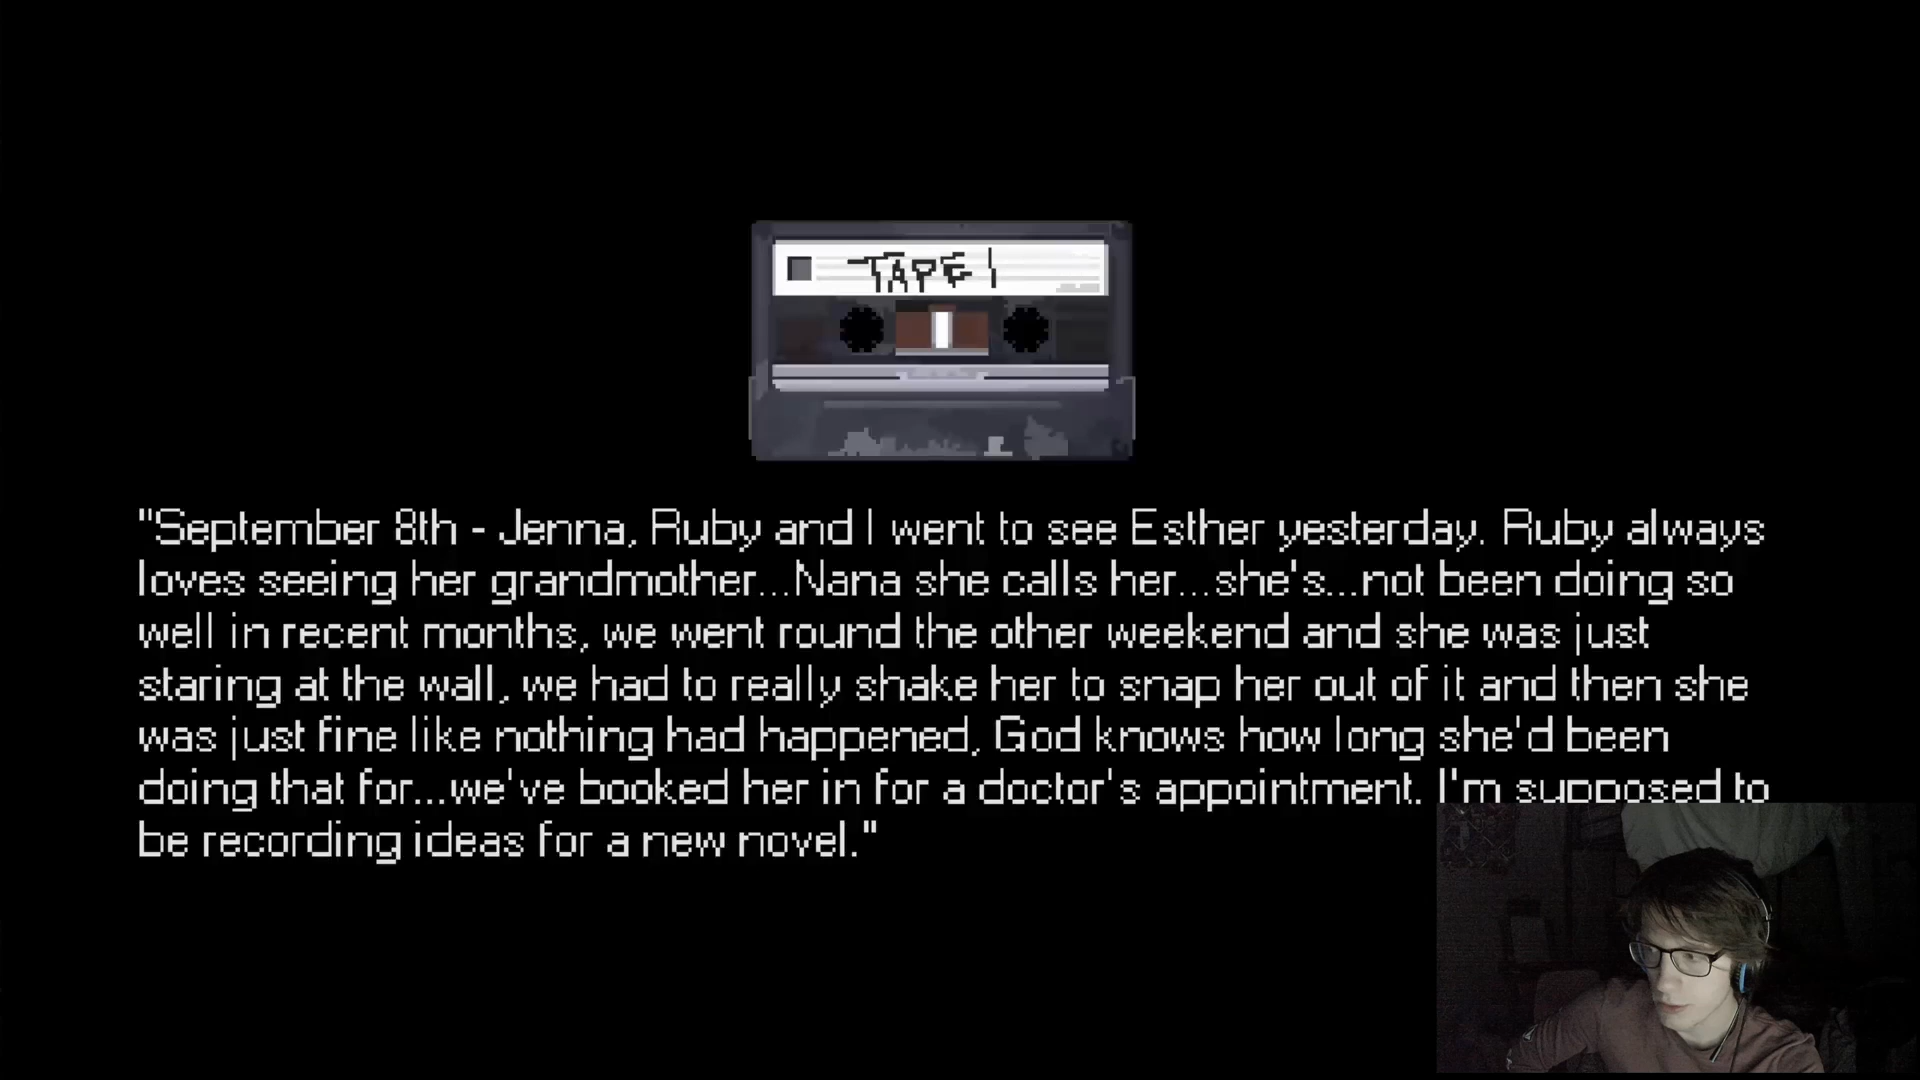 TAPE 1
"September 8th - Jenna, Ruby and I went to see Esther yesterday. Ruby always
loves seeing her grandmother...Nana she calls her...she's...not been doing so
well in recent months, we went round the other weekend and she was just
staring at the wall, we had to really shake her to snap her out of it and then she
was just fine like nothing had happened, God knows how long she'd been
doing that for...we've booked her in for a doctor's appointment. I'm supposed to
be recording ideas for a new novel."